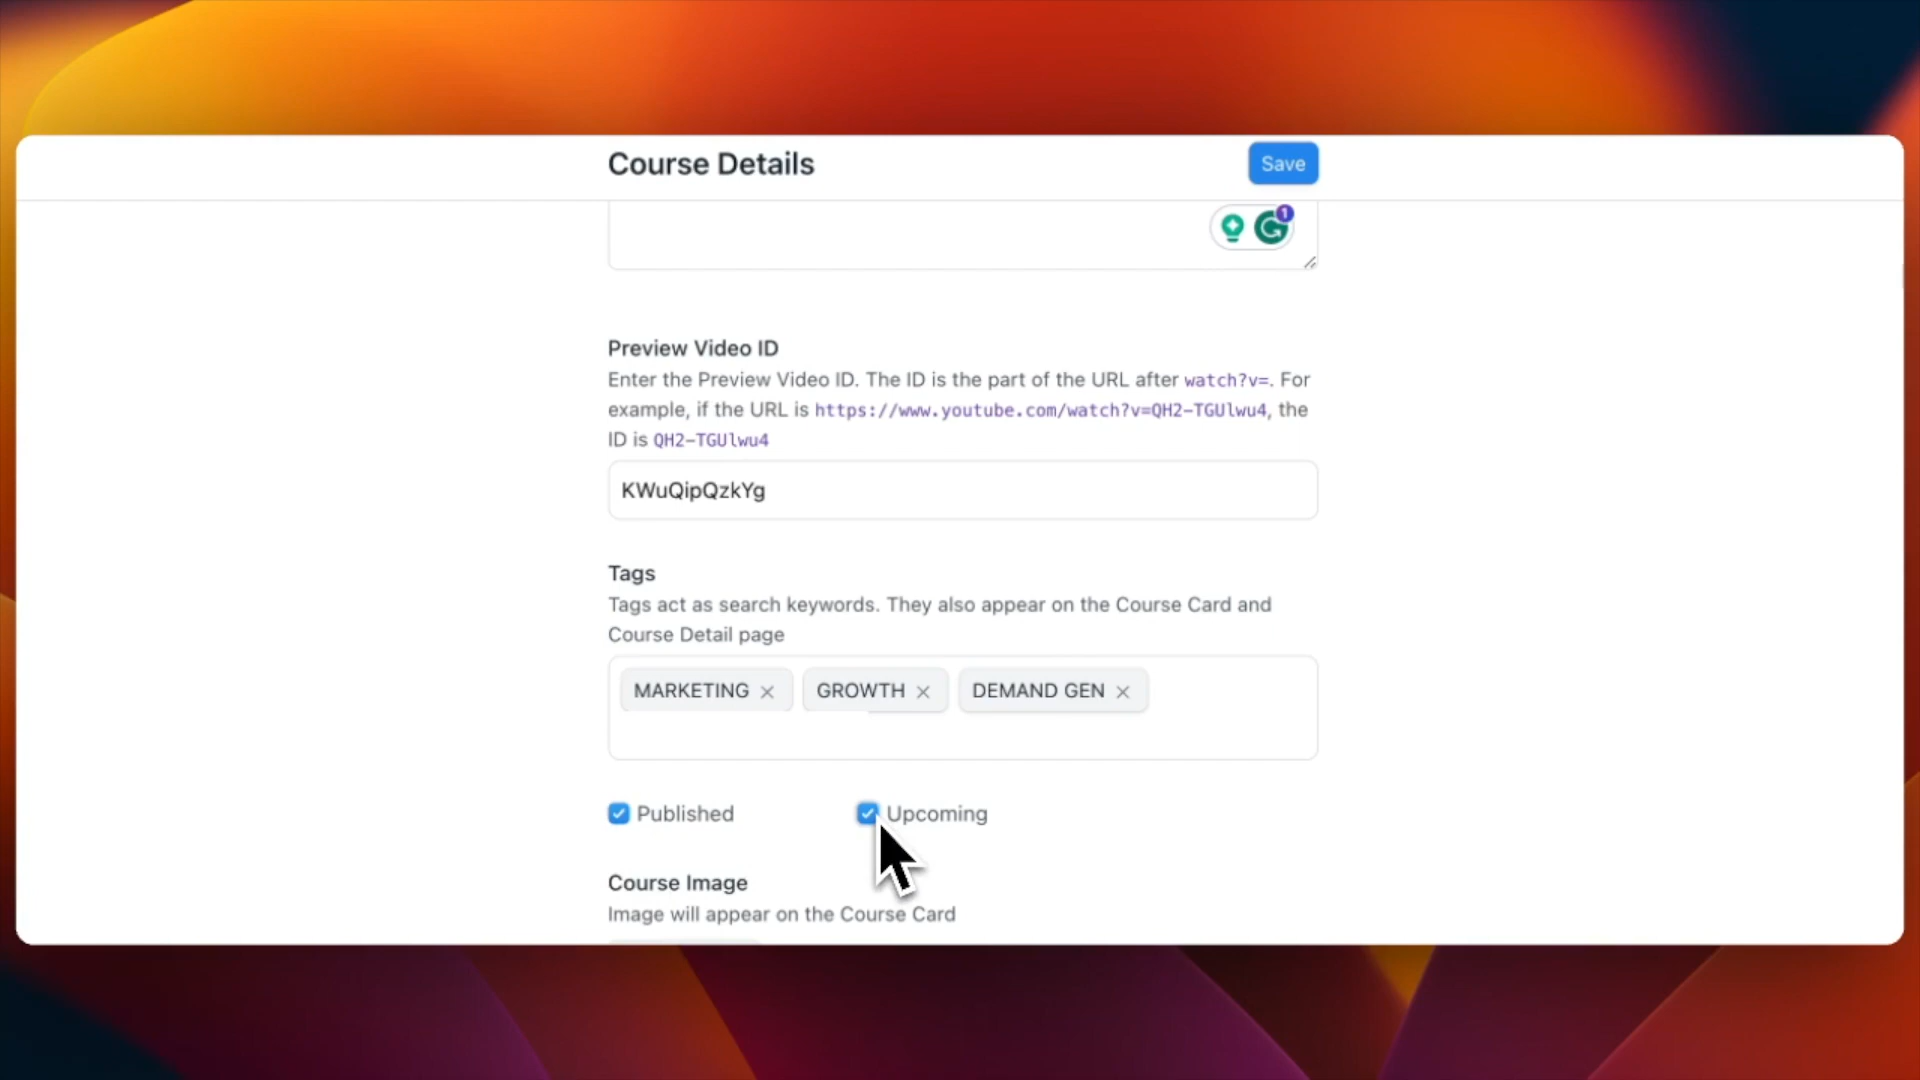 Course Details
Save
1
Preview Video ID
Enter the Preview Video ID. The ID is the part of the URL after watch?v=. For
example, if the URL is https://www.youtube.com/watch?v=QH2-TGUlwu4, the
ID is QH2-TGUlwu4
KWuQipQzkYg
Tags
Tags act as search keywords. They also appear on the Course Card and
Course Detail page
MARKETING × GROWTH × DEMAND GEN ×
Published
Upcoming
Course Image
Image will appear on the Course Card